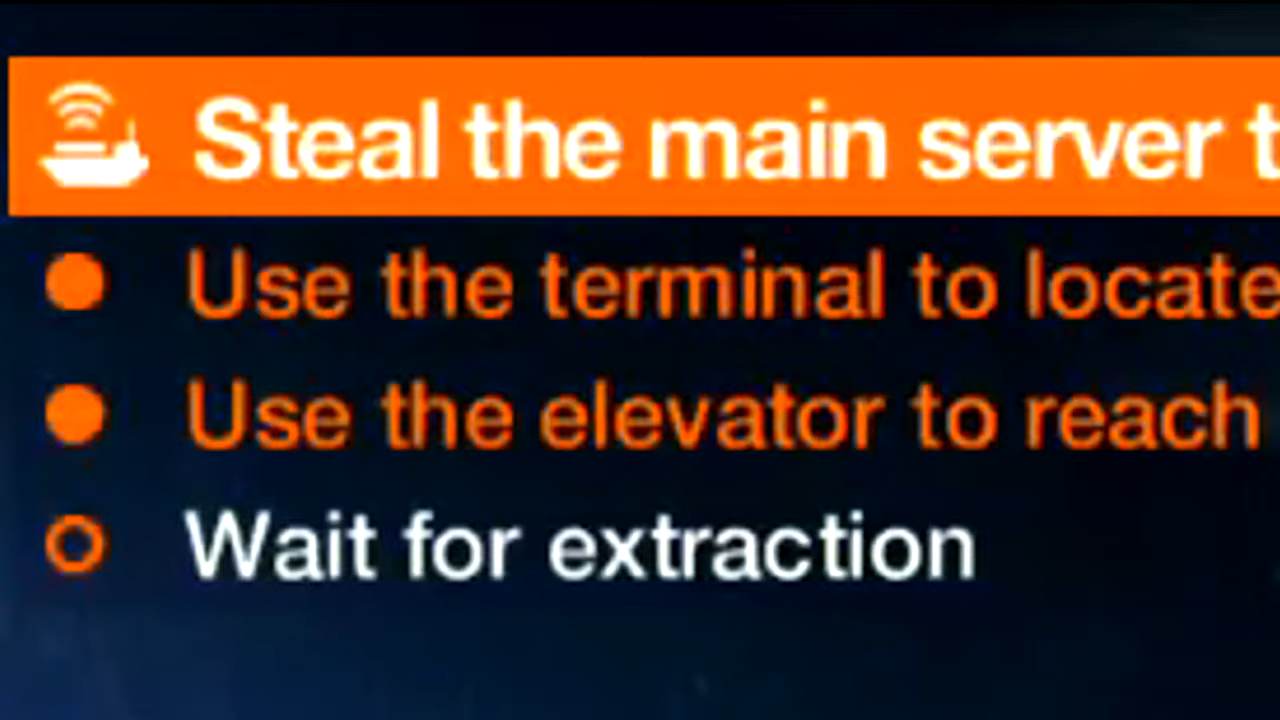 Steal the main server t
Use the terminal to locate
Use the elevator to reach
Wait for extraction